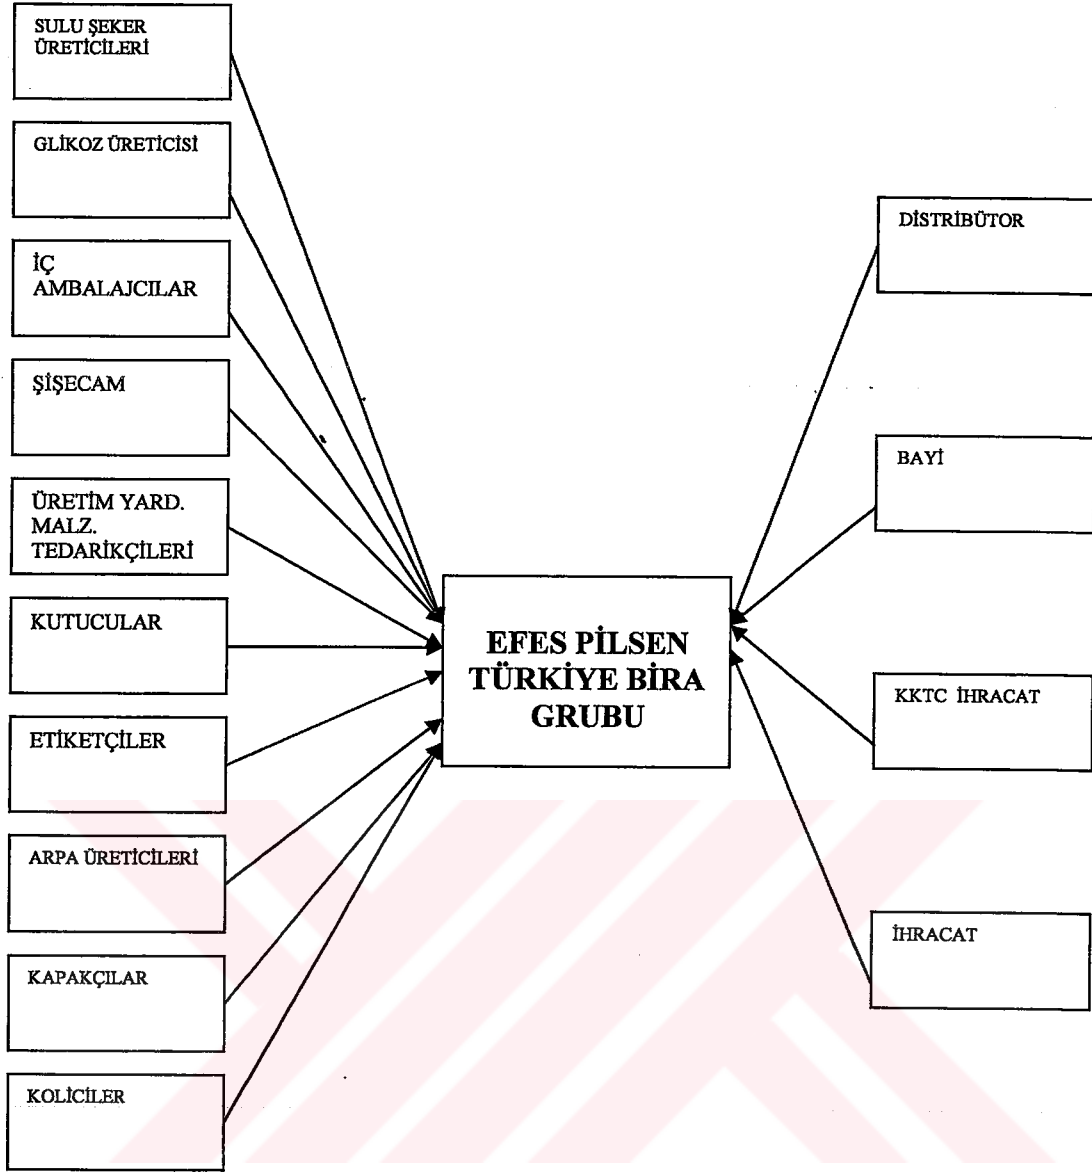 SULU ŞEKER
ÜRETİCİLERİ
GLİKOZ ÜRETİCİSİ
İÇ
AMBALAJCILAR
ŞİŞECAM
ÜRETİM YARD.
MALZ.
TEDARİKÇİLERİ
KUTUCULAR
ETİKETÇİLER
ARPA ÜRETİCİLERİ
KAPAKÇILAR
KOLİCİLER
EFES PİLSEN
TÜRKİYE BİRA
GRUBU
DİSTRİBÜTOR
BAYİ
KKTC İHRACAT
İHRACAT